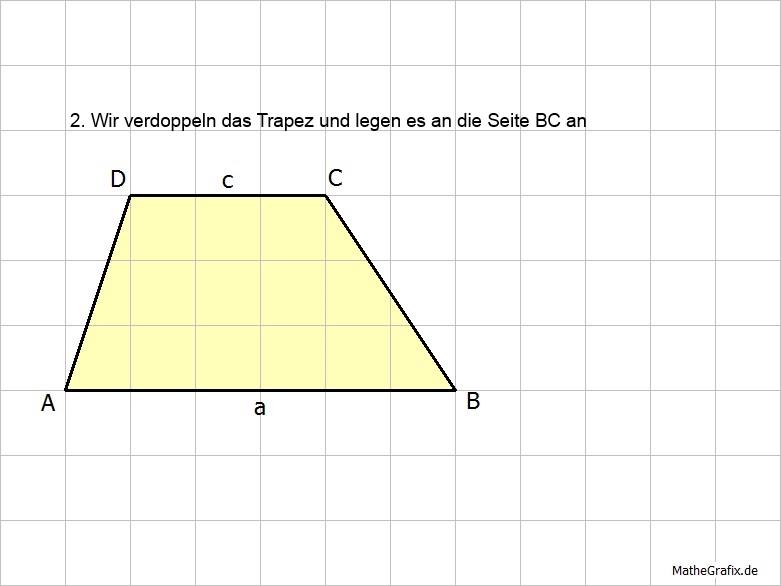 2. Wir verdoppeln das Trapez und legen es an die Seite BC an
D c C
A a B
MatheGrafix.de